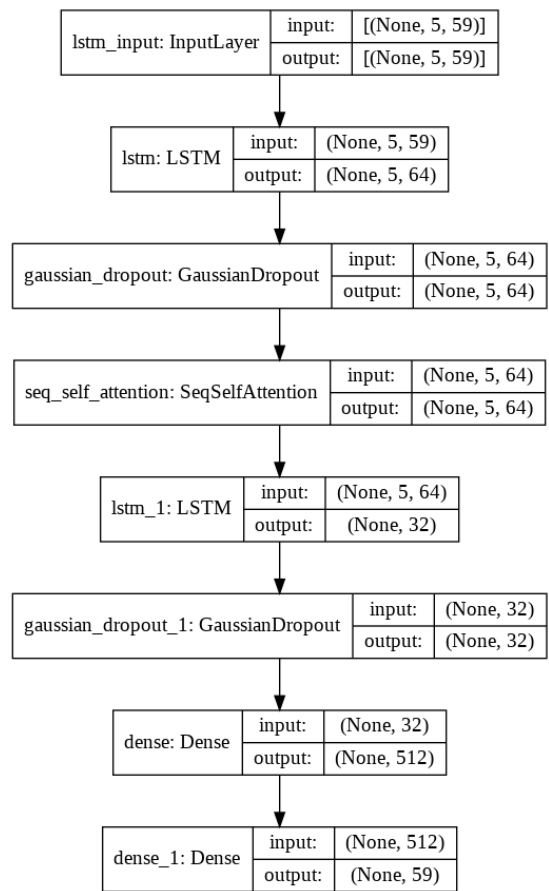 lstm_input: InputLayer
input: [(None, 5, 59)]
output: [(None, 5, 59)]
lstm: LSTM
input: (None, 5, 59)
output: (None, 5, 64)
gaussian_dropout: GaussianDropout
input: (None, 5, 64)
output: (None, 5, 64)
seq_self_attention: SeqSelfAttention
input: (None, 5, 64)
output: (None, 5, 64)
lstm_1: LSTM
input: (None, 5, 64)
output: (None, 32)
gaussian_dropout_1: GaussianDropout
input: (None, 32)
output: (None, 32)
dense: Dense
input: (None, 32)
output: (None, 512)
dense_1: Dense
input: (None, 512)
output: (None, 59)